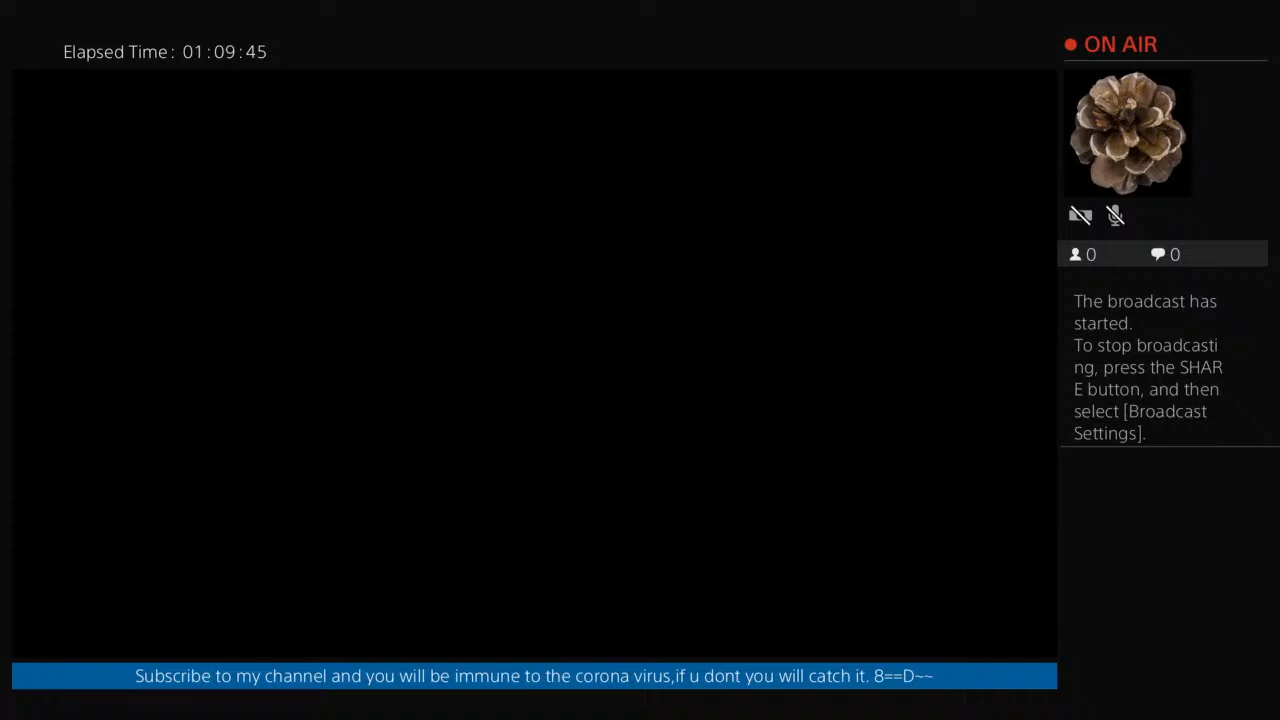 Elapsed Time: 01:09:45
ON AIR
0 0
The broadcast has
started.
To stop broadcasti
ng, press the SHAR
E button, and then
select [Broadcast
Settings].
Subscribe to my channel and you will be immune to the corona virus,if u dont you will catch it. 8==D~~